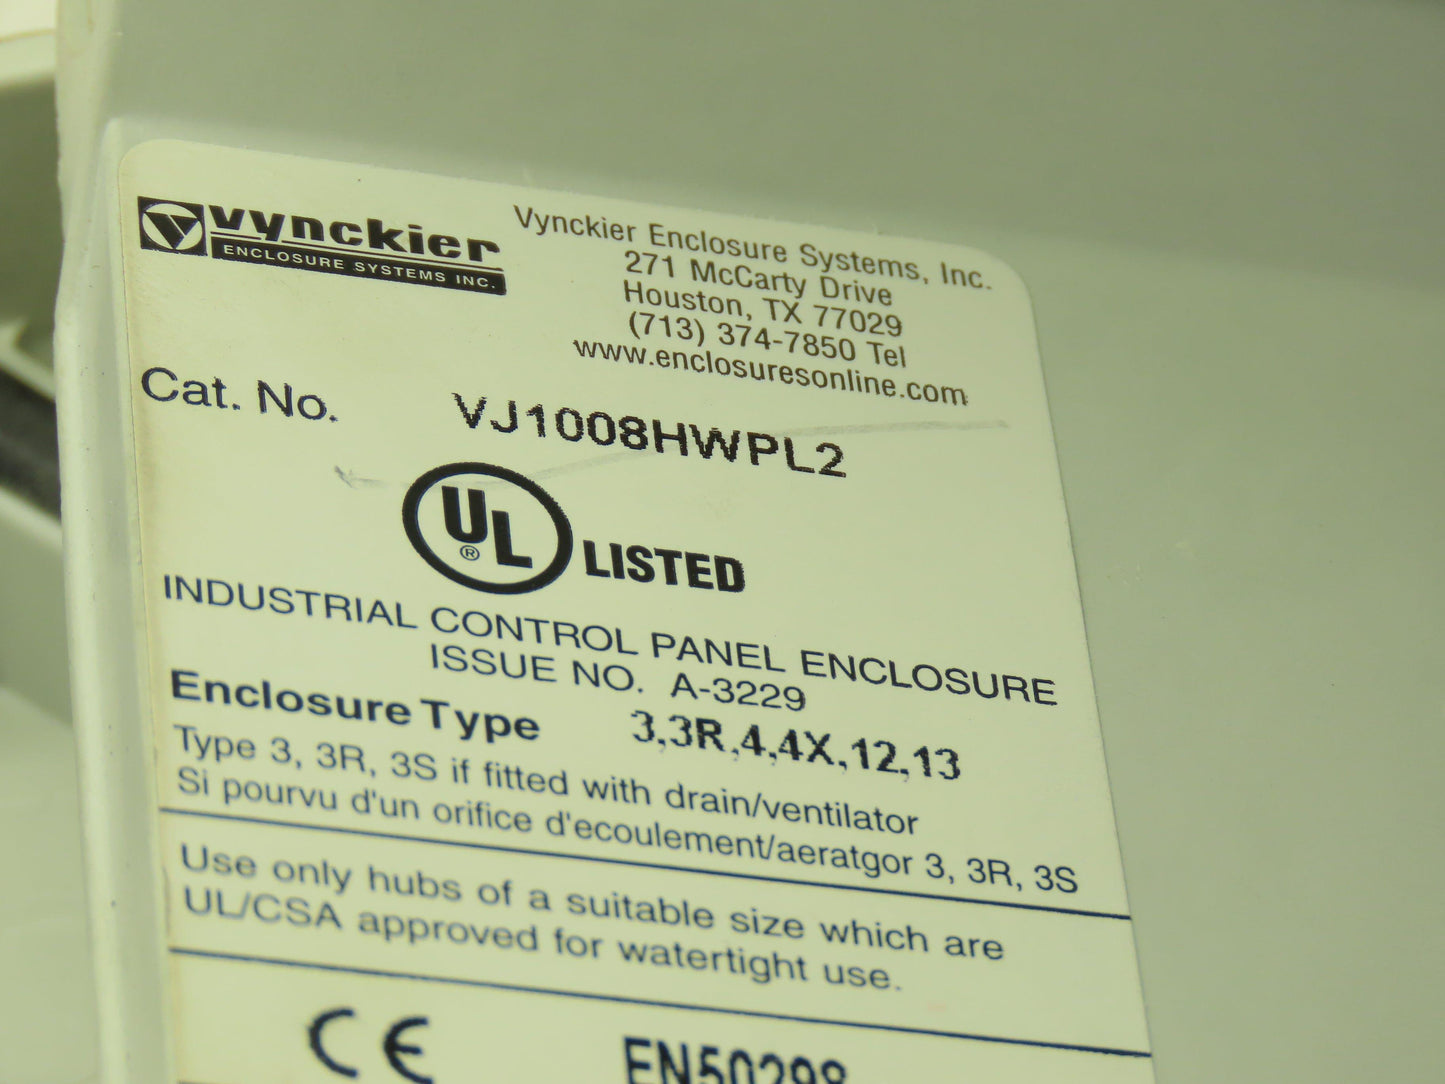 vynckier
ENCLOSURE SYSTEMS INC.
Vynckier Enclosure Systems, Inc.
271 McCarty Drive
Houston, TX 77029
(713) 374-7850 Tel
www.enclosuresonline.com
Cat. No. VJ1008HWPL2
UL ® LISTED
INDUSTRIAL CONTROL PANEL ENCLOSURE
ISSUE NO. A-3229
Enclosure Type 3,3R,4,4X,12,13
Type 3, 3R, 3S if fitted with drain/ventilator
Si pourvu d'un orifice d'ecoulement/aeratgor 3, 3R, 3S
Use only hubs of a suitable size which are
UL/CSA approved for watertight use.
CE EN50298